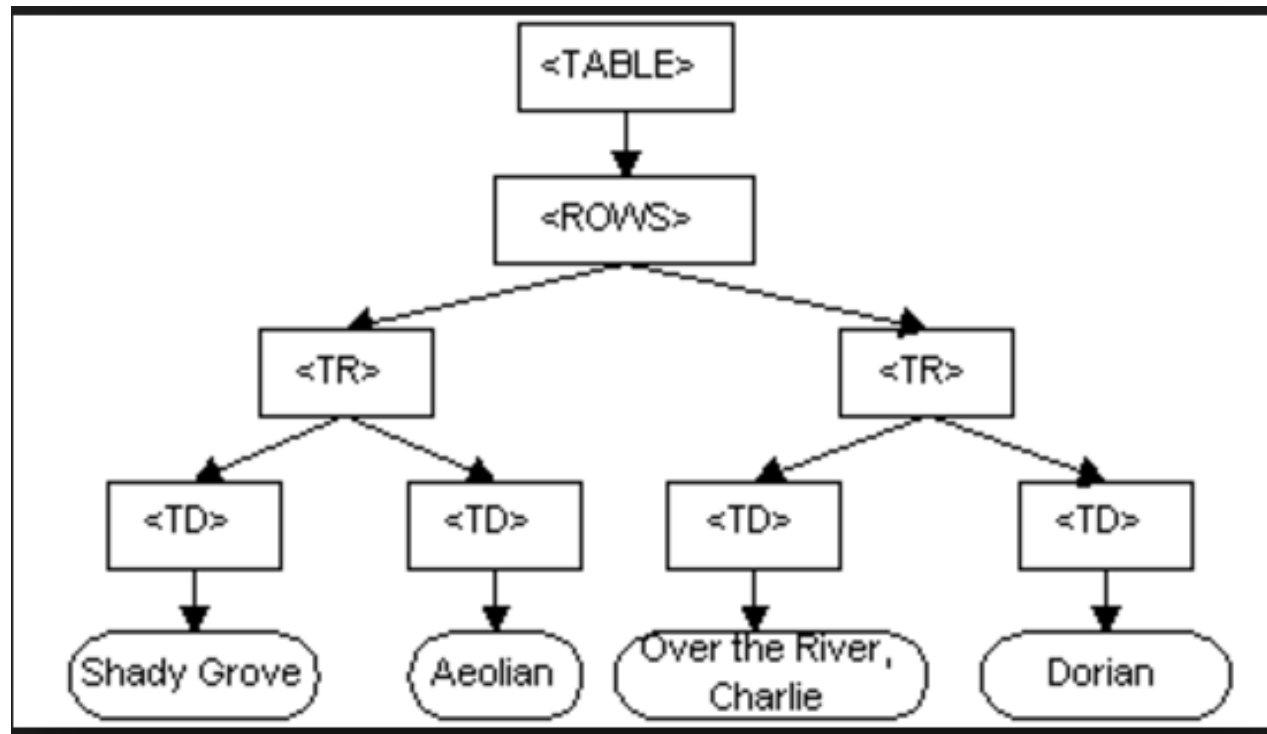 <TABLE>
<ROWS>
<TR>
<TR>
<TD>
<TD>
<TD>
<TD>
Shady Grove
Aeolian
Over the River,
Charlie
Dorian